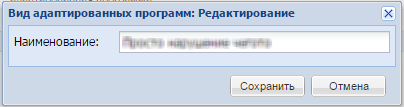 Вид адаптированных программ: Редактирование
Наименование:
Сохранить Отмена